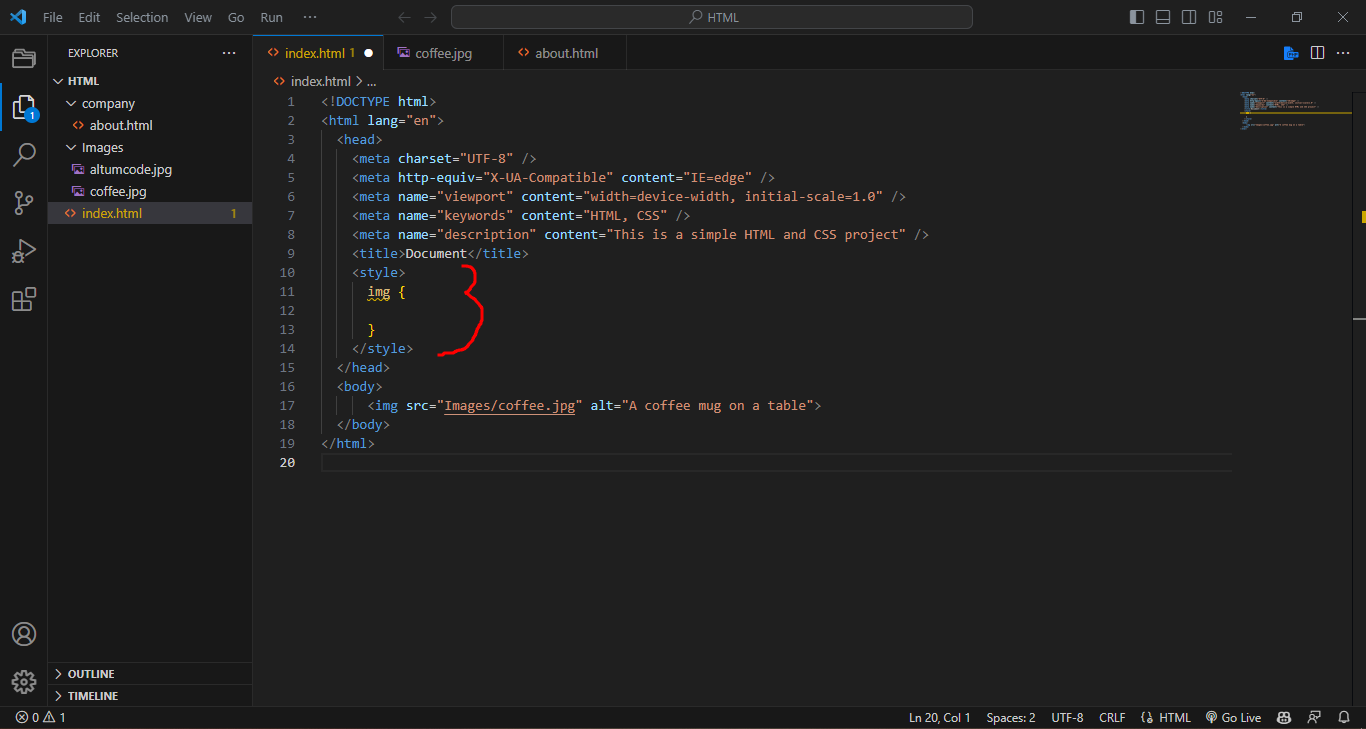 File Edit Selection View Go Run ··· HTML
EXPLORER ···
HTML
company
about.html
Images
altumcode.jpg
coffee.jpg
index.html 1
OUTLINE
TIMELINE
1
index.html 1 coffee.jpg about.html ···
index.html > ...
1 <!DOCTYPE html>
2 <html lang="en">
3 <head>
4 <meta charset="UTF-8" />
5 <meta http-equiv="X-UA-Compatible" content="IE=edge" />
6 <meta name="viewport" content="width=device-width, initial-scale=1.0" />
7 <meta name="keywords" content="HTML, CSS" />
8 <meta name="description" content="This is a simple HTML and CSS project" />
9 <title>Document</title>
10 <style>
11 img {
12
13 }
14 </style>
15 </head>
16 <body>
17 <img src="Images/coffee.jpg" alt="A coffee mug on a table">
18 </body>
19 </html>
20
0 1 Ln 20, Col 1 Spaces: 2 UTF-8 CRLF HTML Go Live